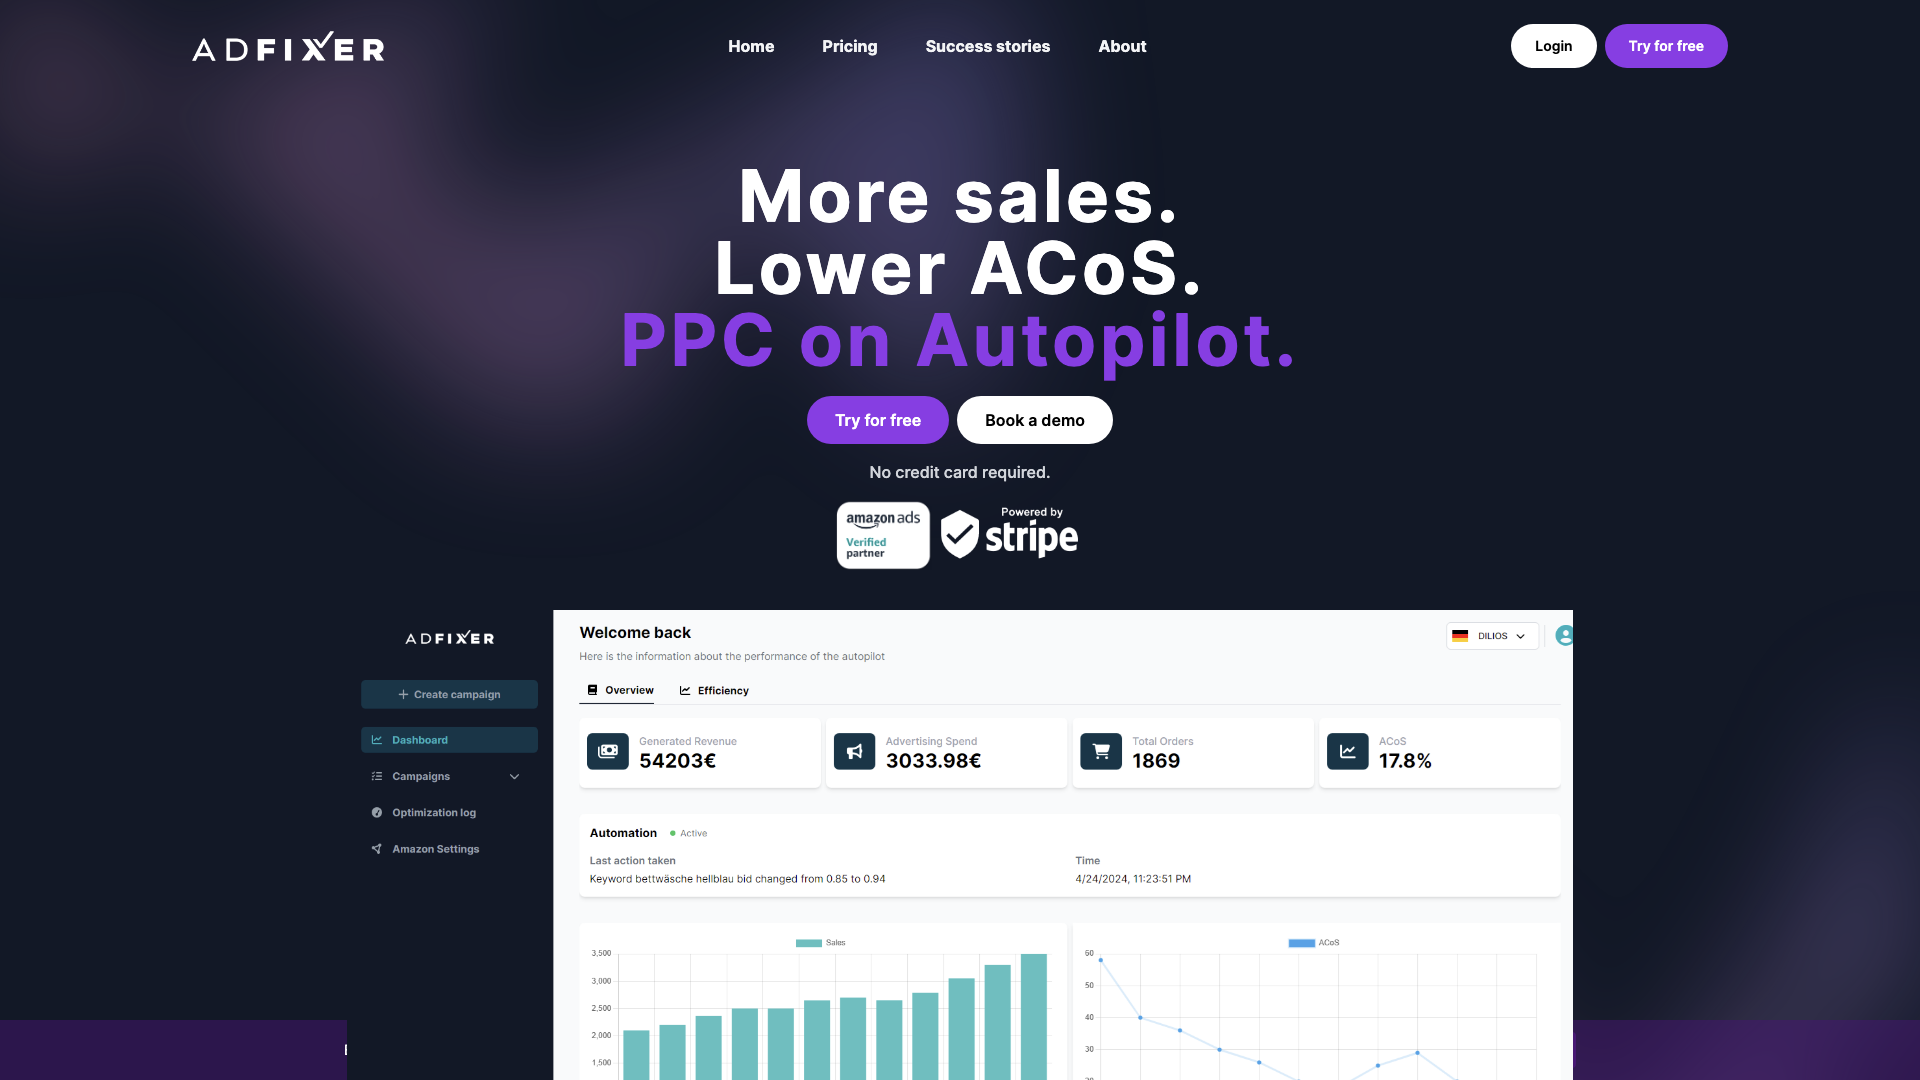 ADFIXER
Home
Pricing
Success stories
About
Login
Try for free
More sales.
Lower ACoS.
PPC on Autopilot.
Try for free
Book a demo
No credit card required.
amazon ads
Verified
partner
Powered by
stripe
ADFIXER
Create campaign
Dashboard
Campaigns
Optimization log
Amazon Settings
Welcome back
Here is the information about the performance of the autopilot
DILIOS
Overview
Efficiency
Generated Revenue
54203€
Advertising Spend
3033.98€
Total Orders
1869
ACoS
17.8%
Automation
Active
Last action taken
Keyword bettwäsche hellblau bid changed from 0.85 to 0.94
Time
4/24/2024, 11:23:51 PM
Sales
3,500
3,000
2,500
2,000
1,500
ACoS
60
50
40
30